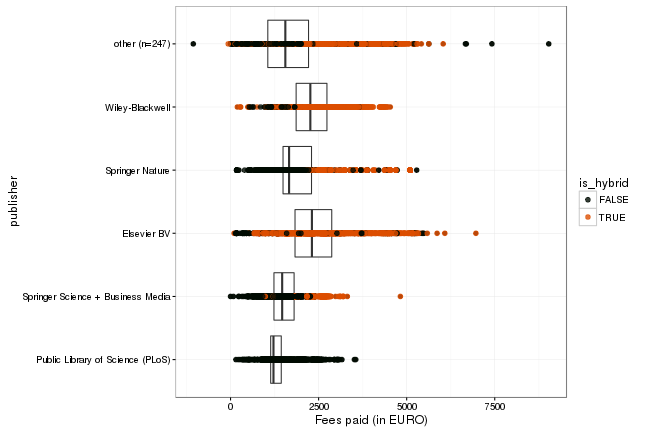 other (n=247)
Wiley-Blackwell
Springer Nature
Elsevier BV
Springer Science + Business Media
Public Library of Science (PLoS)
publisher
0 2500 5000 7500
Fees paid (in EURO)
is_hybrid
FALSE
TRUE